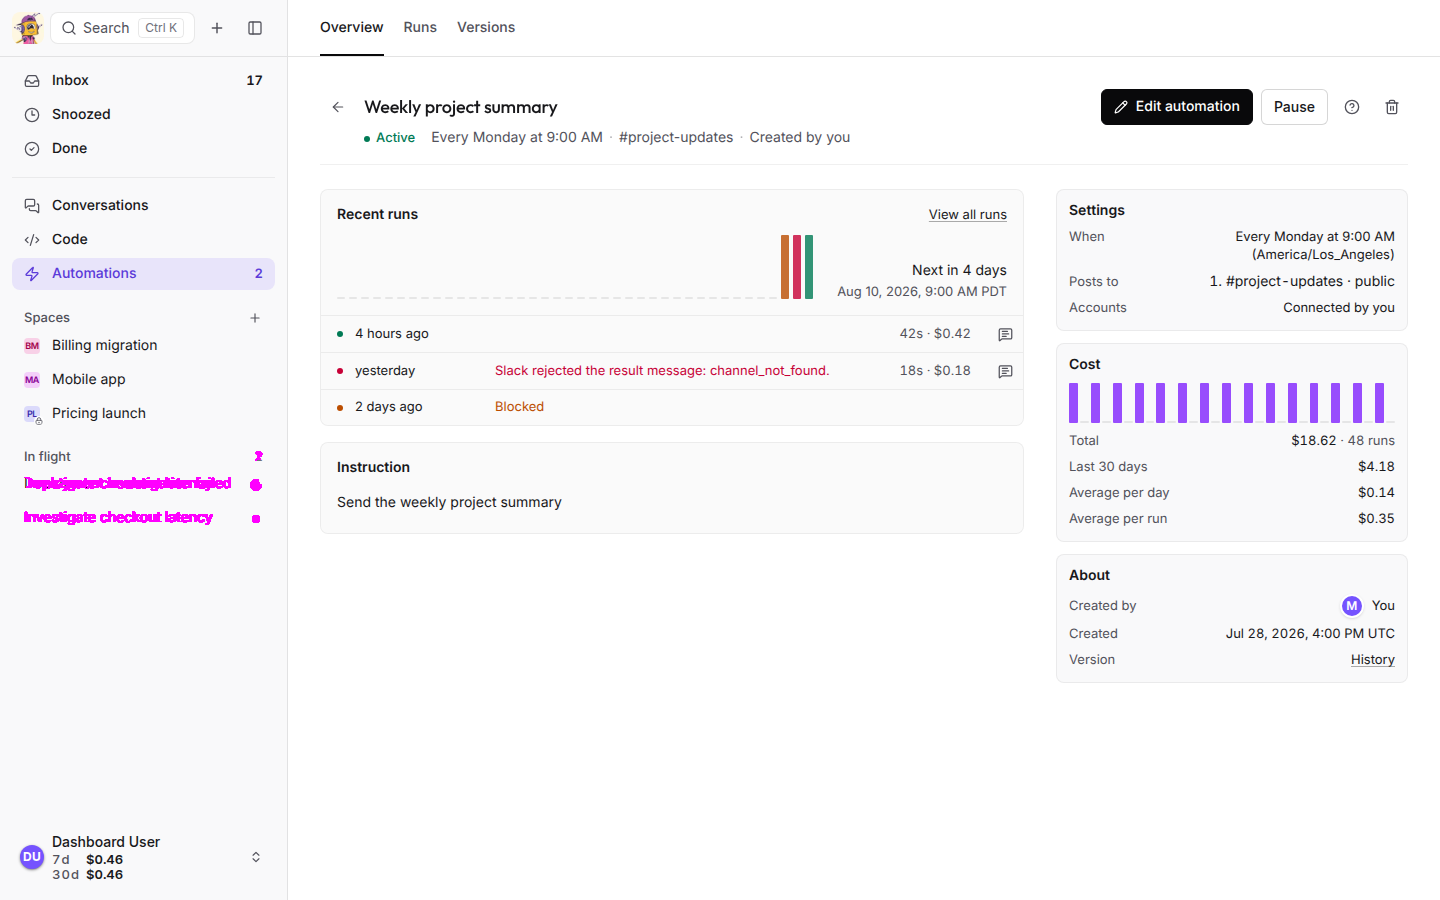 Search Ctrl K
Inbox 17
Snoozed
Done
Conversations
Code
Automations 2
Spaces
BM Billing migration
MA Mobile app
PL Pricing launch
In flight
Investigate checkout latency
DU Dashboard User
7d $0.46
30d $0.46
Overview Runs Versions
Weekly project summary
Active Every Monday at 9:00 AM · #project-updates · Created by you
Edit automation Pause
Recent runs View all runs
Next in 4 days
Aug 10, 2026, 9:00 AM PDT
4 hours ago 42s · $0.42
yesterday Slack rejected the result message: channel_not_found. 18s · $0.18
2 days ago Blocked
Instruction
Send the weekly project summary
Settings
When Every Monday at 9:00 AM
(America/Los_Angeles)
Posts to 1. #project-updates · public
Accounts Connected by you
Cost
Total $18.62 · 48 runs
Last 30 days $4.18
Average per day $0.14
Average per run $0.35
About
Created by M You
Created Jul 28, 2026, 4:00 PM UTC
Version History